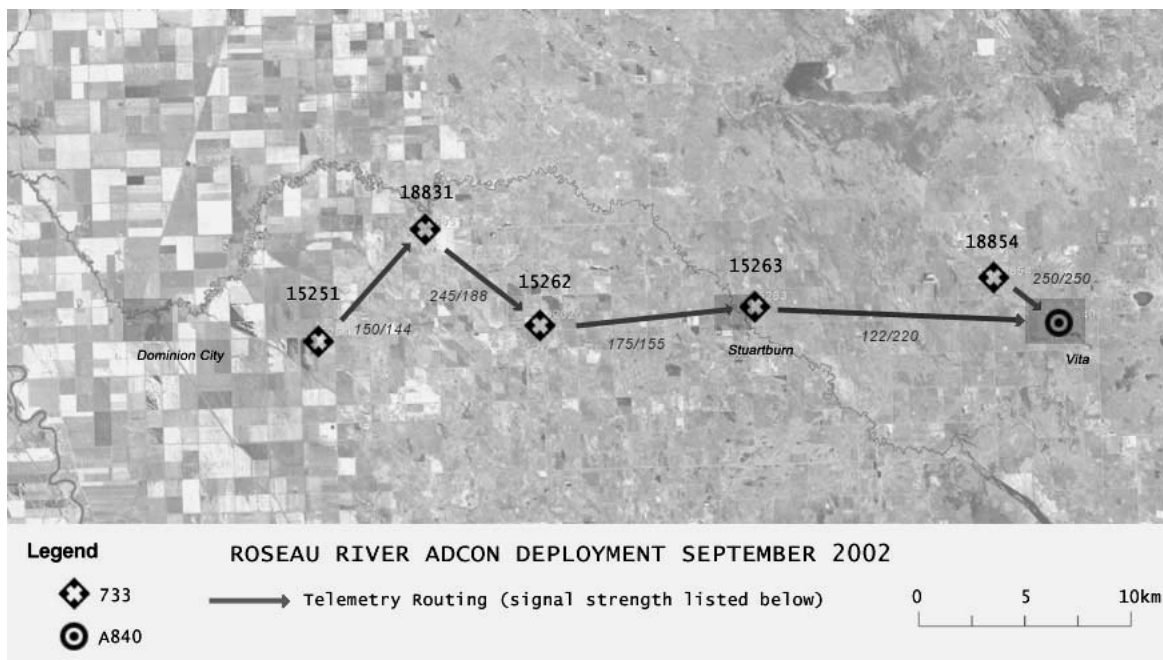 18831
18854
15263
15262
15251
250/250
245/188
150/144
122/220
175/155
Dominion City
Stuartburn
Vita
Legend
ROSEAU RIVER ADCON DEPLOYMENT SEPTEMBER 2002
733
Telemetry Routing (signal strength listed below)
0 5 10km
A840